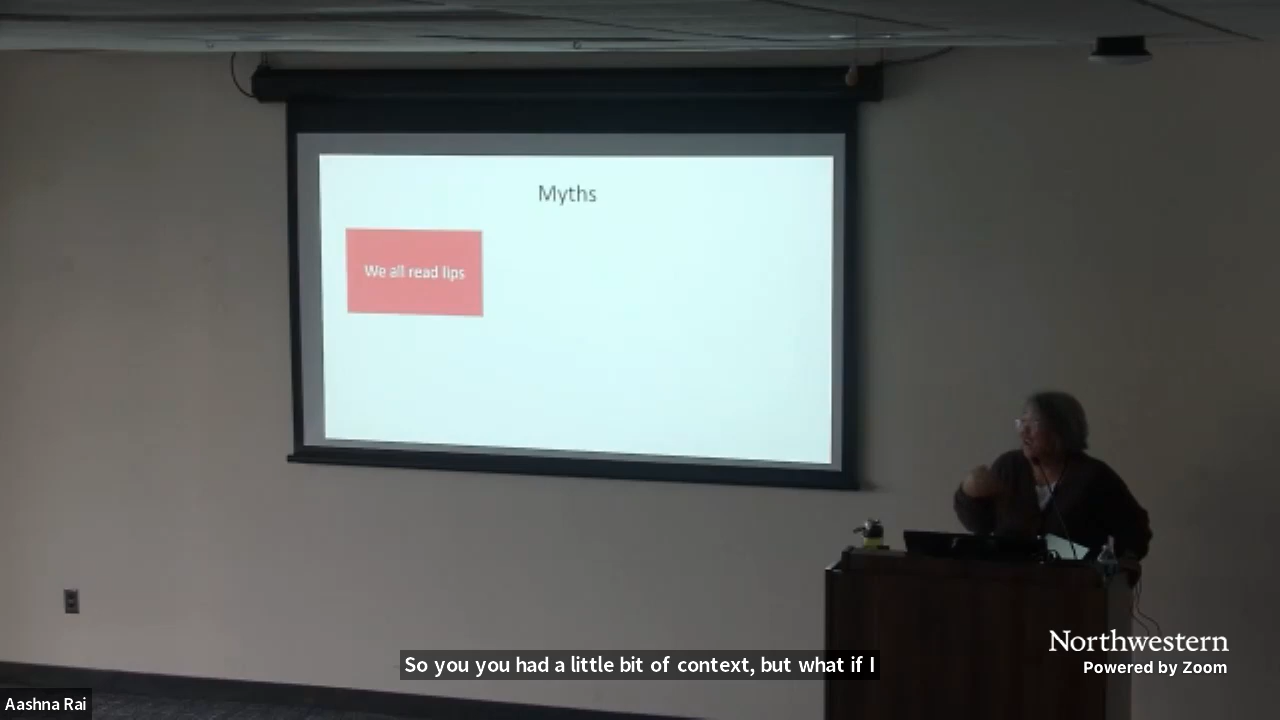 Myths
We all read lips
Northwestern
So you you had a little bit of context, but what if I
Powered by Zoom
Aashna Rai